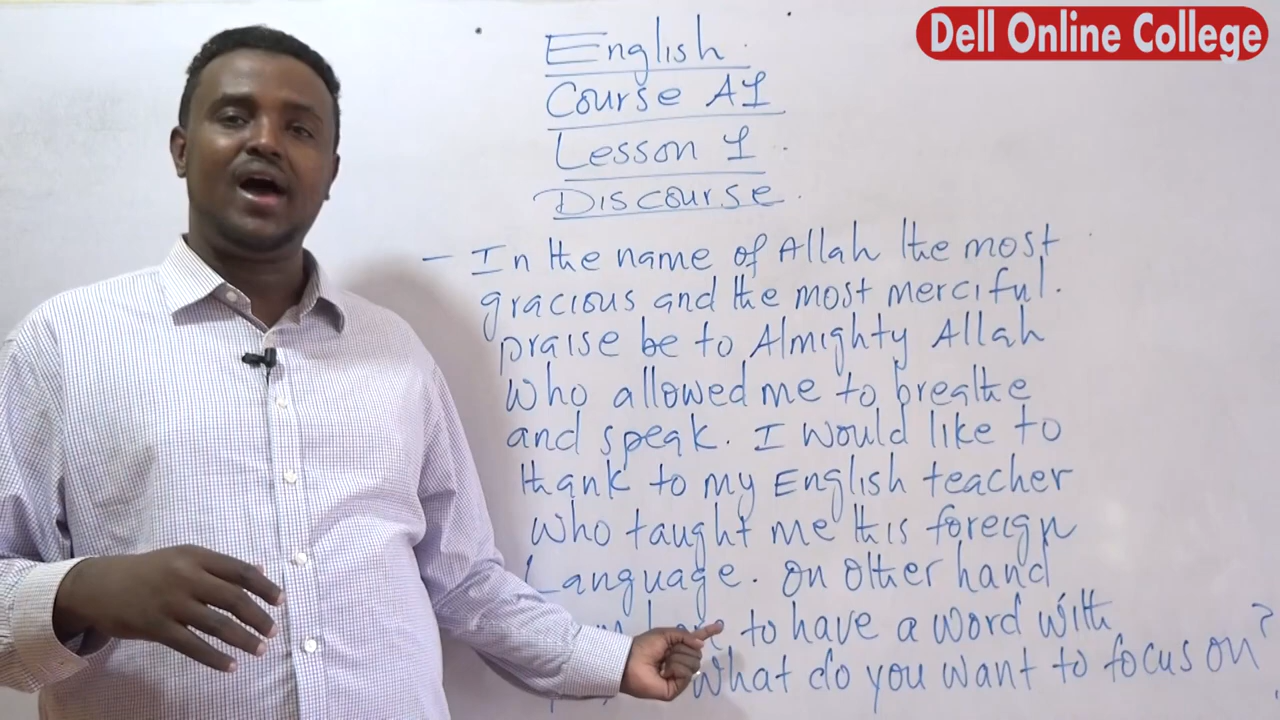 Dell Online College
English
Course A1
Lesson 1
Discourse.
- In the name of Allah the most
gracious and the most merciful.
praise be to Almighty Allah
who allowed me to breathe
and speak. I would like to
thank to my English teacher
who taught me this foreign
Language. on other hand
to have a word with
what do you want to focus on?